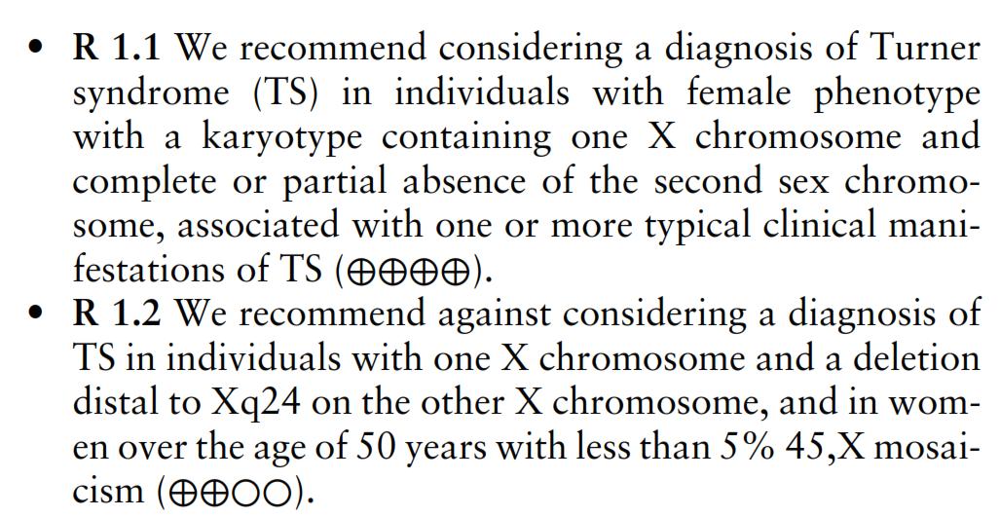 • R 1.1 We recommend considering a diagnosis of Turner
syndrome (TS) in individuals with female phenotype
with a karyotype containing one X chromosome and
complete or partial absence of the second sex chromo-
some, associated with one or more typical clinical mani-
festations of TS (⊕⊕⊕⊕).
• R 1.2 We recommend against considering a diagnosis of
TS in individuals with one X chromosome and a deletion
distal to Xq24 on the other X chromosome, and in wom-
en over the age of 50 years with less than 5% 45,X mosai-
cism (⊕⊕○○).